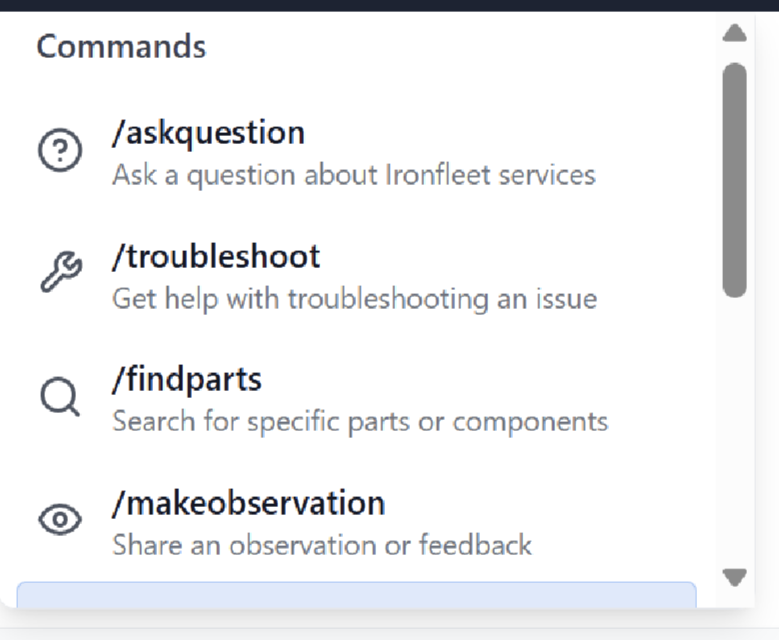 Commands
/askquestion
Ask a question about Ironfleet services
/troubleshoot
Get help with troubleshooting an issue
/findparts
Search for specific parts or components
/makeobservation
Share an observation or feedback